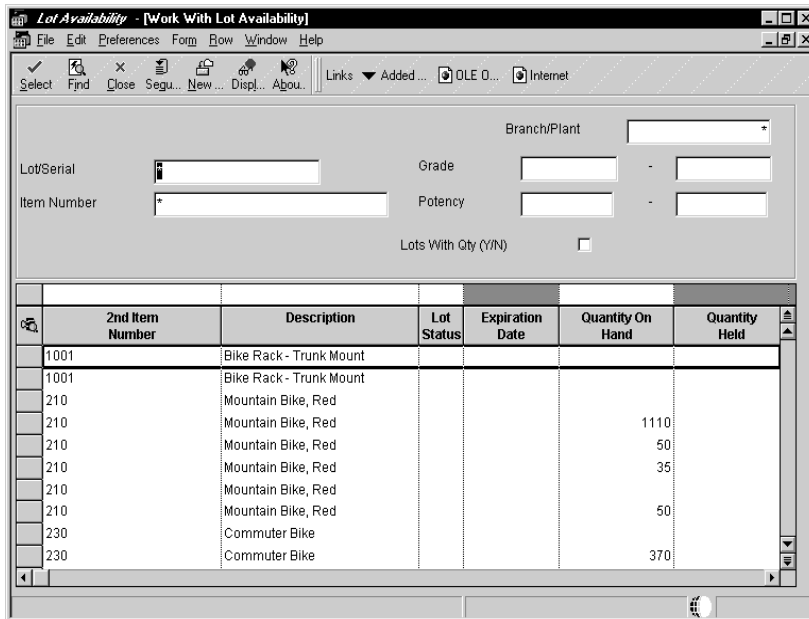 Lot Availability - [Work With Lot Availability]
File Edit Preferences Form Row Window Help
Select Find Close Segu... New ... Displ... Abou.. Links Added ... OLE O... Internet
Branch/Plant *
Lot/Serial * Grade -
Item Number * Potency -
Lots With Qty (Y/N)
2nd Item Number Description Lot Status Expiration Date Quantity On Hand Quantity Held
1001 Bike Rack - Trunk Mount
1001 Bike Rack - Trunk Mount
210 Mountain Bike, Red
210 Mountain Bike, Red 1110
210 Mountain Bike, Red 50
210 Mountain Bike, Red 35
210 Mountain Bike, Red
210 Mountain Bike, Red 50
230 Commuter Bike
230 Commuter Bike 370